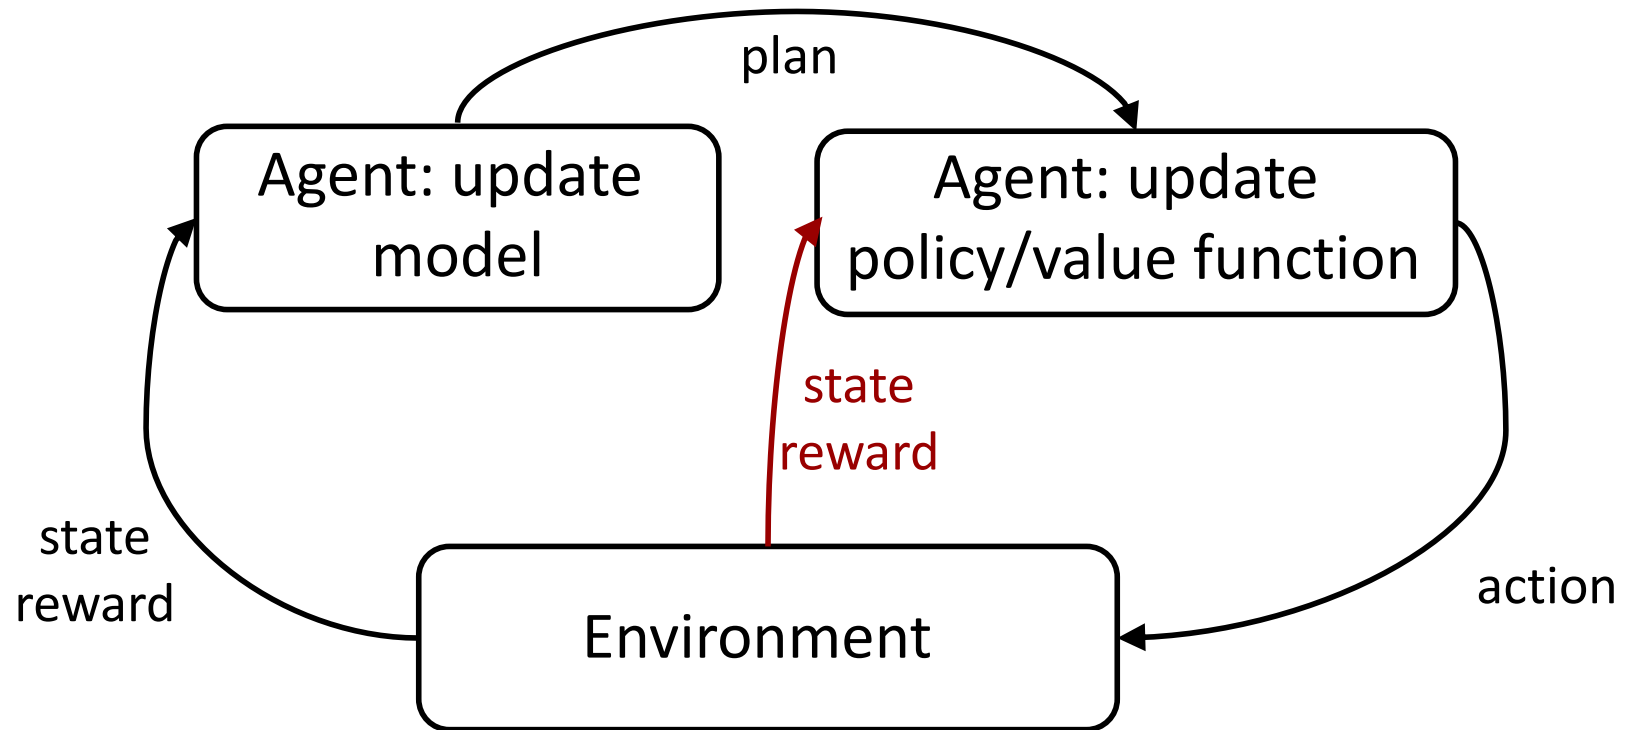 plan
Agent: update
model
Agent: update
policy/value function
state
reward
state
reward
action
Environment